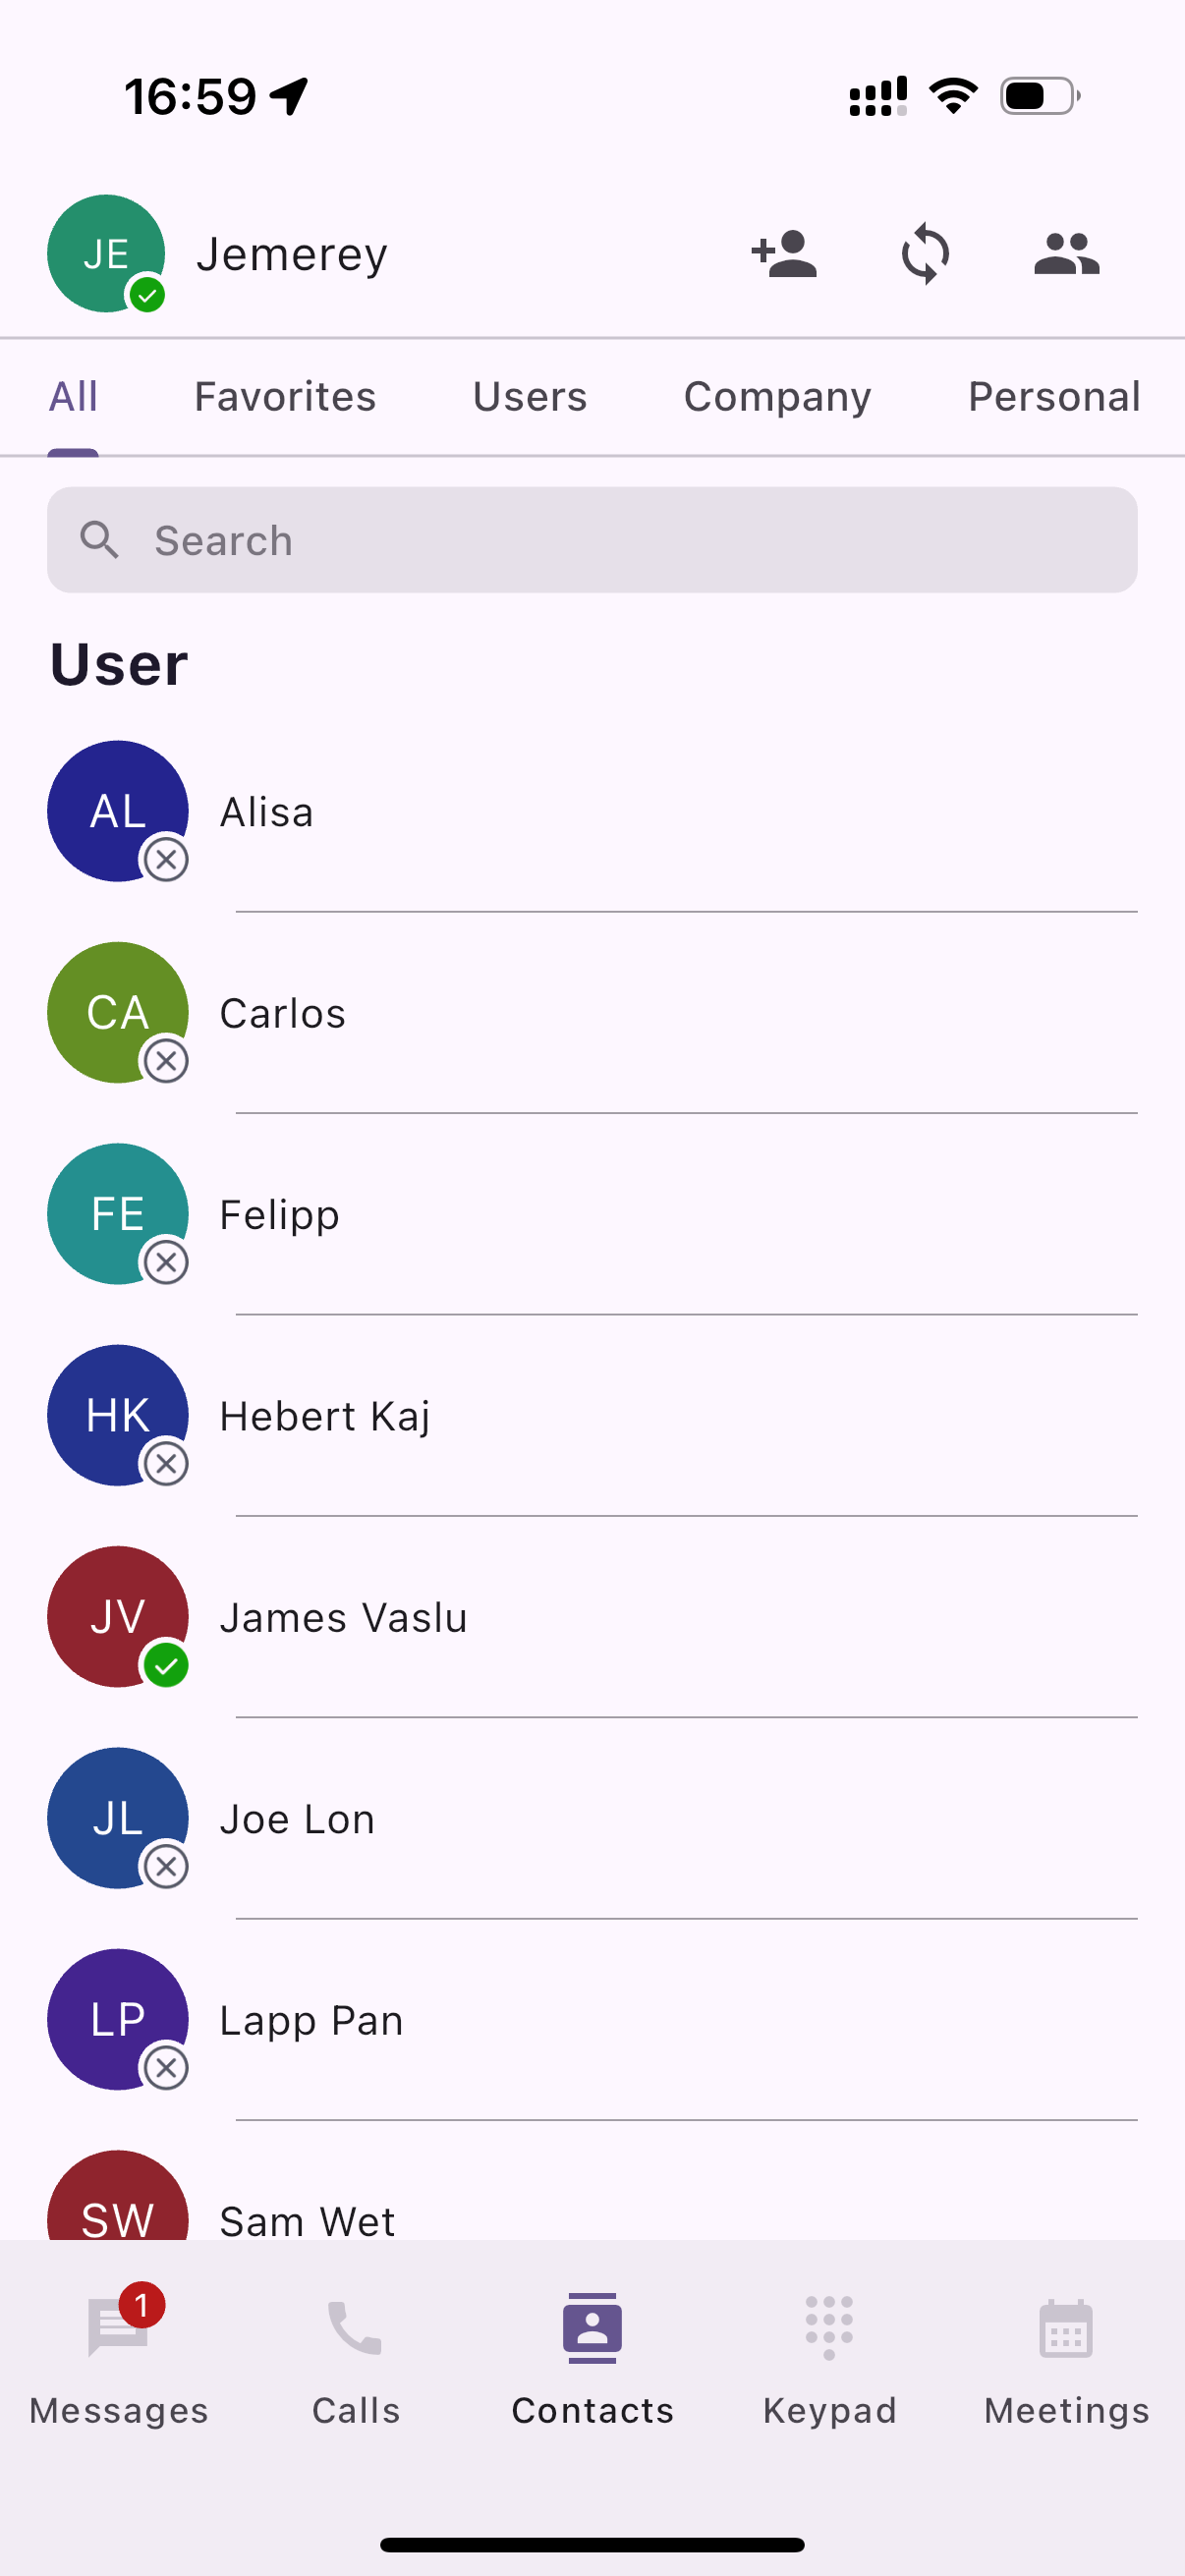 16:59
JE Jemerey
All Favorites Users Company Personal
Search
User
AL Alisa
CA Carlos
FE Felipp
HK Hebert Kaj
JV James Vaslu
JL Joe Lon
LP Lapp Pan
SW Sam Wet
1
Messages Calls Contacts Keypad Meetings